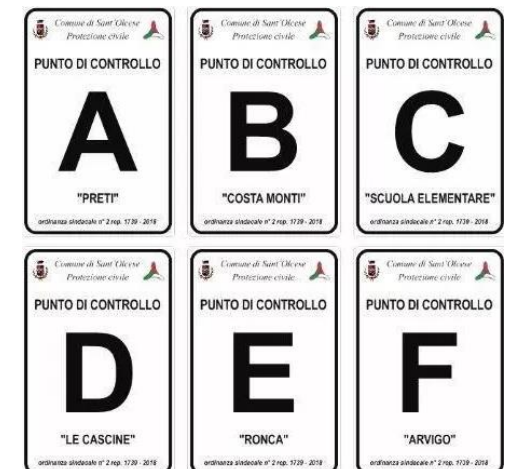 Comune di Sant'Olcese
Protezione civile
PUNTO DI CONTROLLO
A
"PRETI"
ordinanza sindacale n° 2 rep. 1739 - 2018
Comune di Sant'Olcese
Protezione civile
PUNTO DI CONTROLLO
B
"COSTA MONTI"
ordinanza sindacale n° 2 rep. 1739 - 2018
Comune di Sant'Olcese
Protezione civile
PUNTO DI CONTROLLO
C
"SCUOLA ELEMENTARE"
ordinanza sindacale n° 2 rep. 1739 - 2018
Comune di Sant'Olcese
Protezione civile
PUNTO DI CONTROLLO
D
"LE CASCINE"
ordinanza sindacale n° 2 rep. 1739 - 2018
Comune di Sant'Olcese
Protezione civile
PUNTO DI CONTROLLO
E
"RONCA"
ordinanza sindacale n° 2 rep. 1739 - 2018
Comune di Sant'Olcese
Protezione civile
PUNTO DI CONTROLLO
F
"ARVIGO"
ordinanza sindacale n° 2 rep. 1739 - 2018